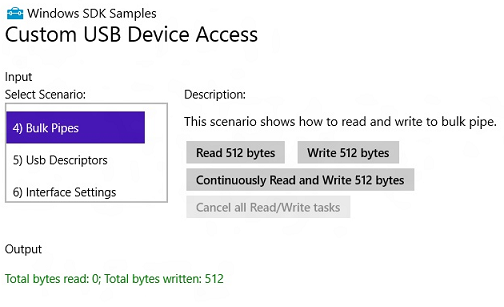 Windows SDK Samples
Custom USB Device Access
Input
Select Scenario:
4) Bulk Pipes
5) Usb Descriptors
6) Interface Settings
Description:
This scenario shows how to read and write to bulk pipe.
Read 512 bytes
Write 512 bytes
Continuously Read and Write 512 bytes
Cancel all Read/Write tasks
Output
Total bytes read: 0; Total bytes written: 512